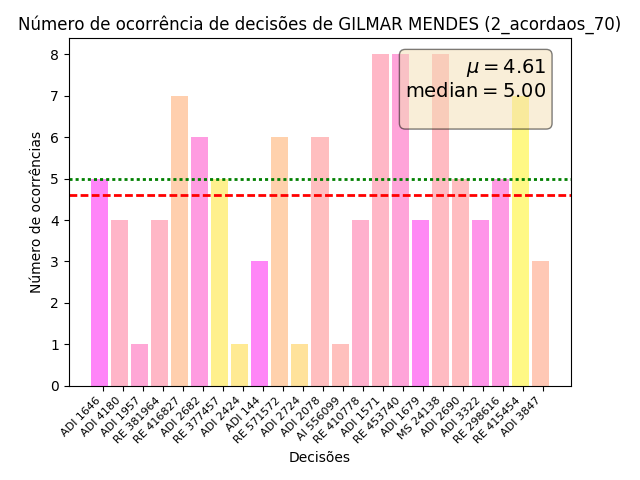 Número de ocorrência de decisões de GILMAR MENDES (2_acordaos_70)
μ = 4.61
median = 5.00
Número de ocorrências
8
7
6
5
4
3
2
1
0
ADI 1646
ADI 4180
ADI 1957
RE 381964
RE 416827
ADI 2682
RE 377457
ADI 2424
ADI 144
RE 571572
ADI 2724
ADI 2078
AI 556099
RE 410778
ADI 1571
RE 453740
ADI 1679
MS 24138
ADI 2690
ADI 3322
RE 298616
RE 415454
ADI 3847
Decisões